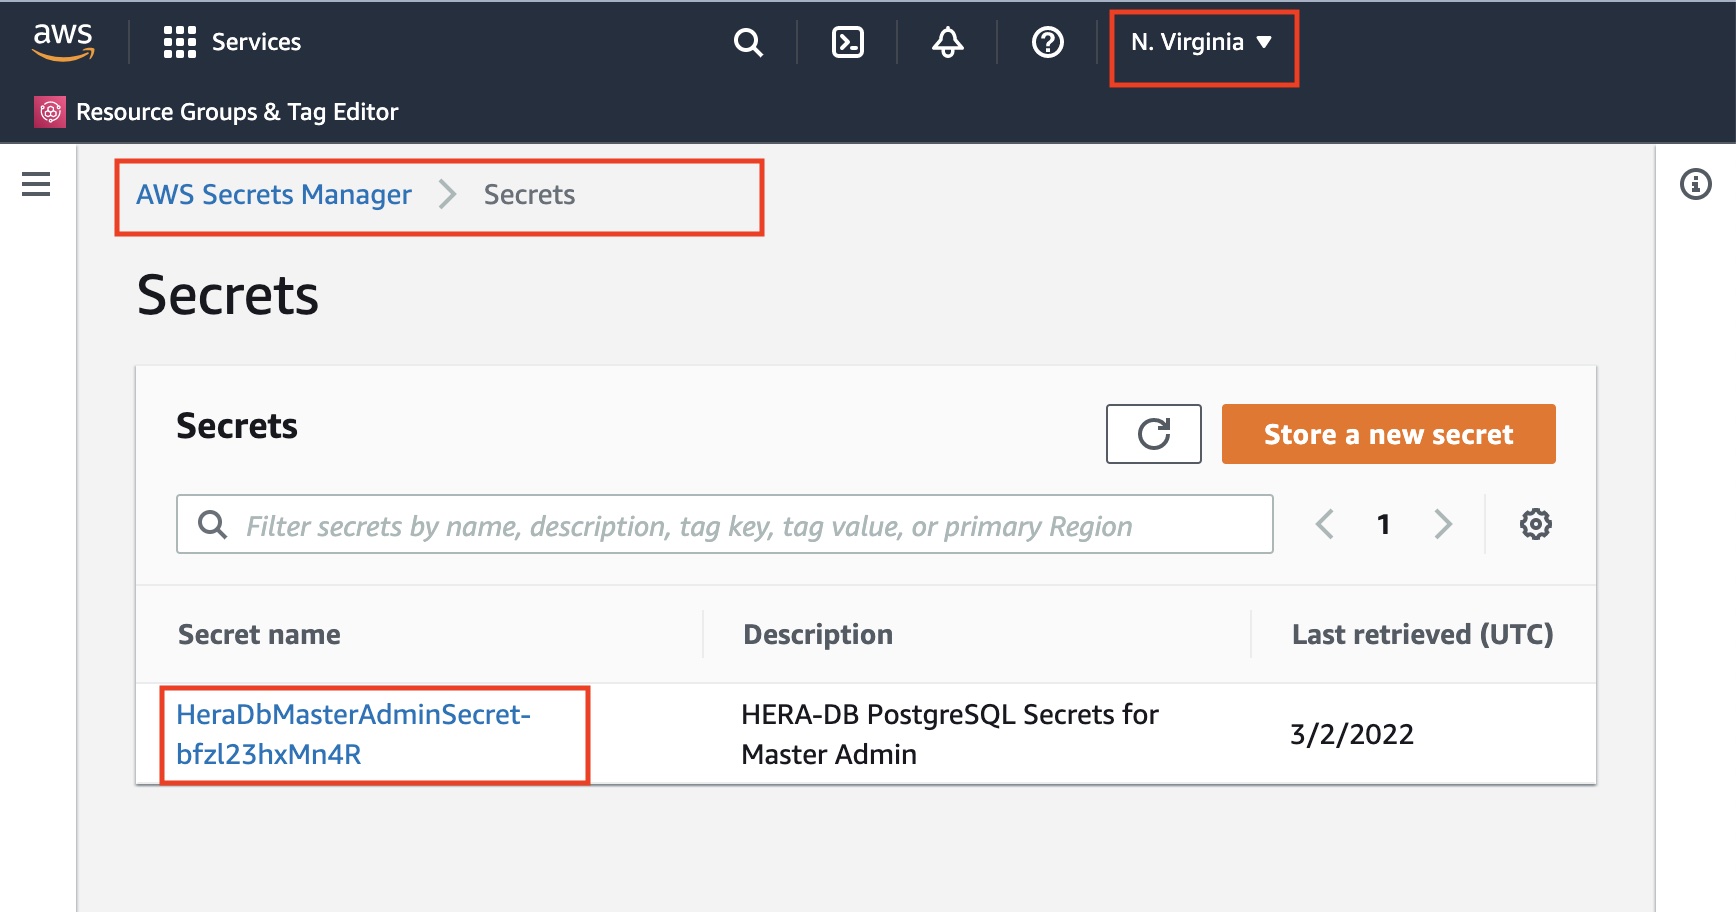 aws
Services
N. Virginia
Resource Groups & Tag Editor
AWS Secrets Manager
Secrets
Secrets
Secrets
Store a new secret
Filter secrets by name, description, tag key, tag value, or primary Region
1
Secret name
Description
Last retrieved (UTC)
HeraDbMasterAdminSecret-
bfzl23hxMn4R
HERA-DB PostgreSQL Secrets for
Master Admin
3/2/2022